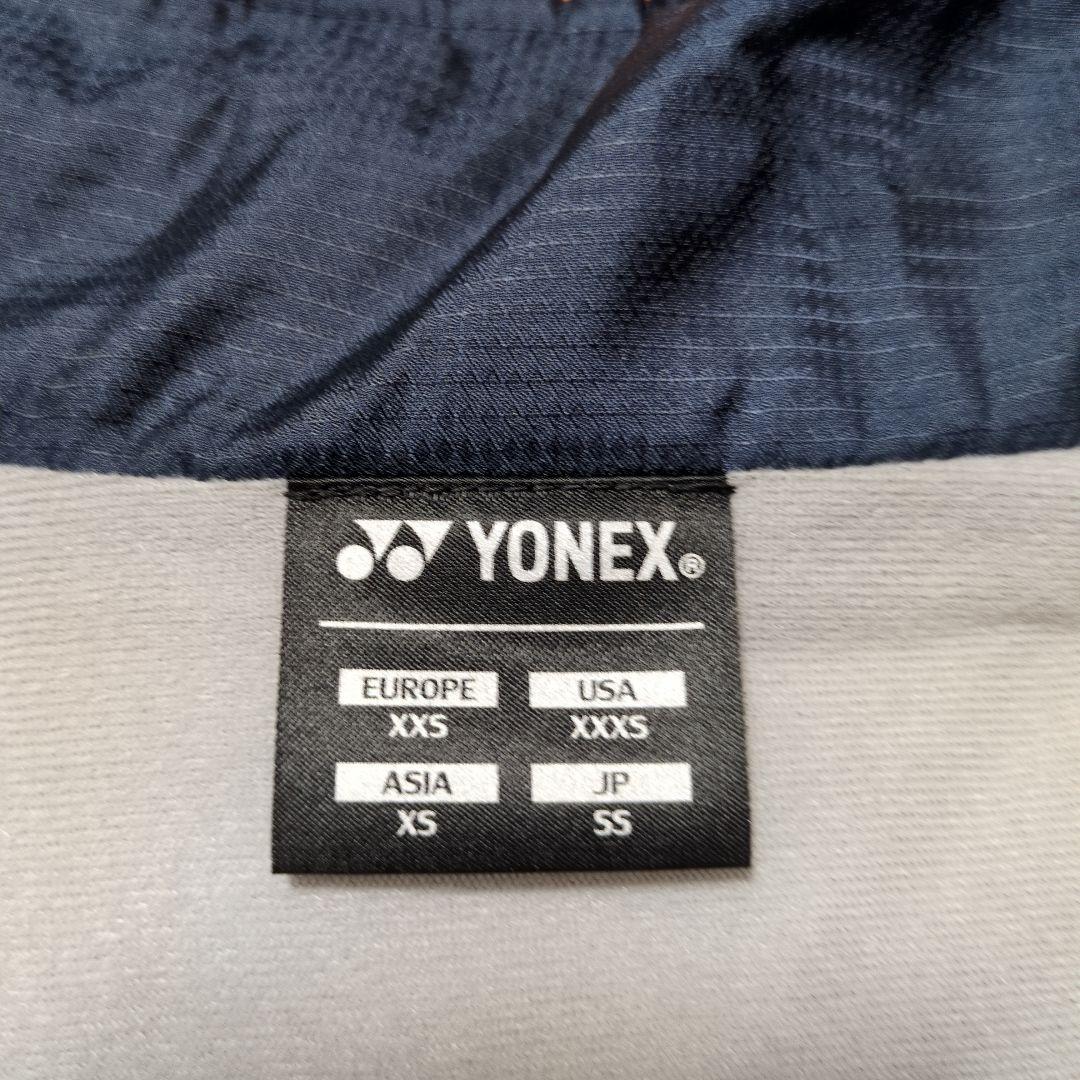 YONEX®
EUROPE USA
XXS XXXS
ASIA JP
XS SS